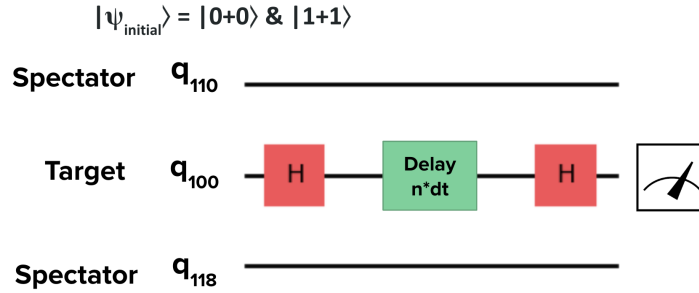 |ψinitial⟩ = |0+0⟩ & |1+1⟩
Spectator q110
Target q100 H Delay n*dt H
Spectator q118